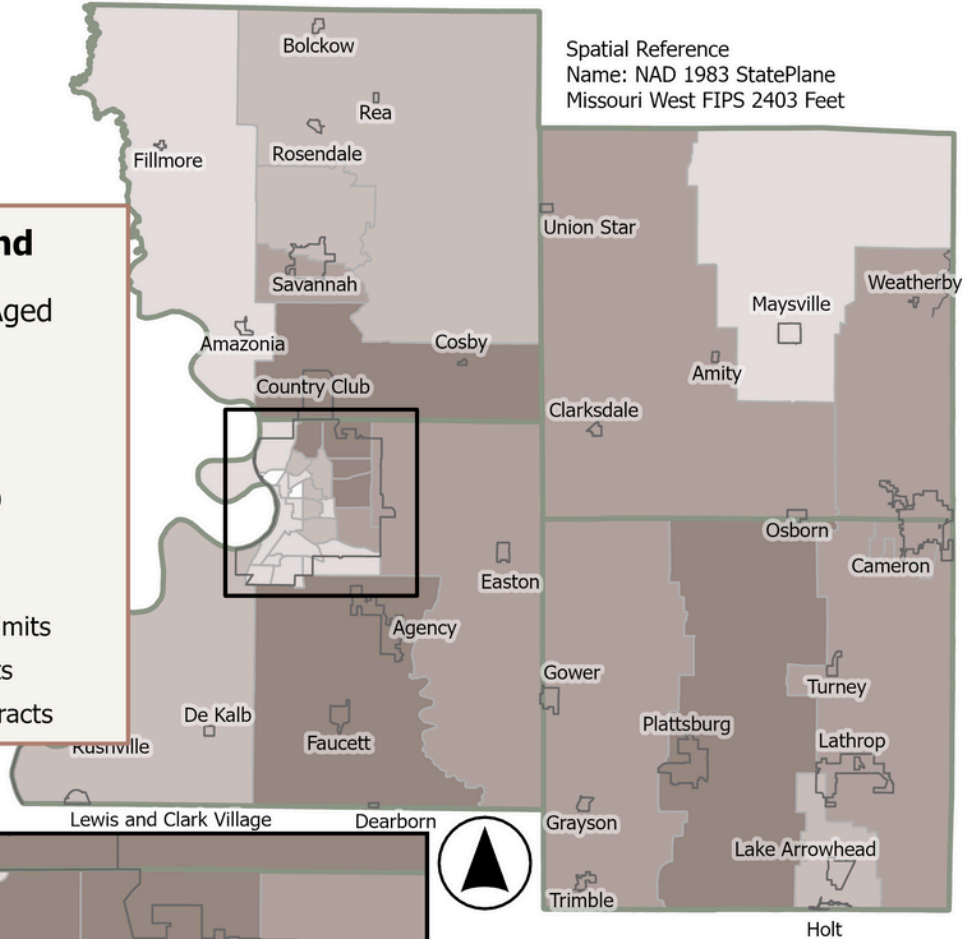 Bolckow
Spatial Reference
Name: NAD 1983 StatePlane
Missouri West FIPS 2403 Feet
Rea
Rosendale
Fillmore
Union Star
nd
Savannah
Weatherby
Aged
Maysville
Amazonia
Cosby
Amity
Country Club
Clarksdale
Osborn
Cameron
Easton
mits
Agency
Gower
ts
Turney
racts
De Kalb
Plattsburg
Faucett
Lathrop
Rushville
Lewis and Clark Village
Dearborn
Grayson
Lake Arrowhead
Trimble
Holt